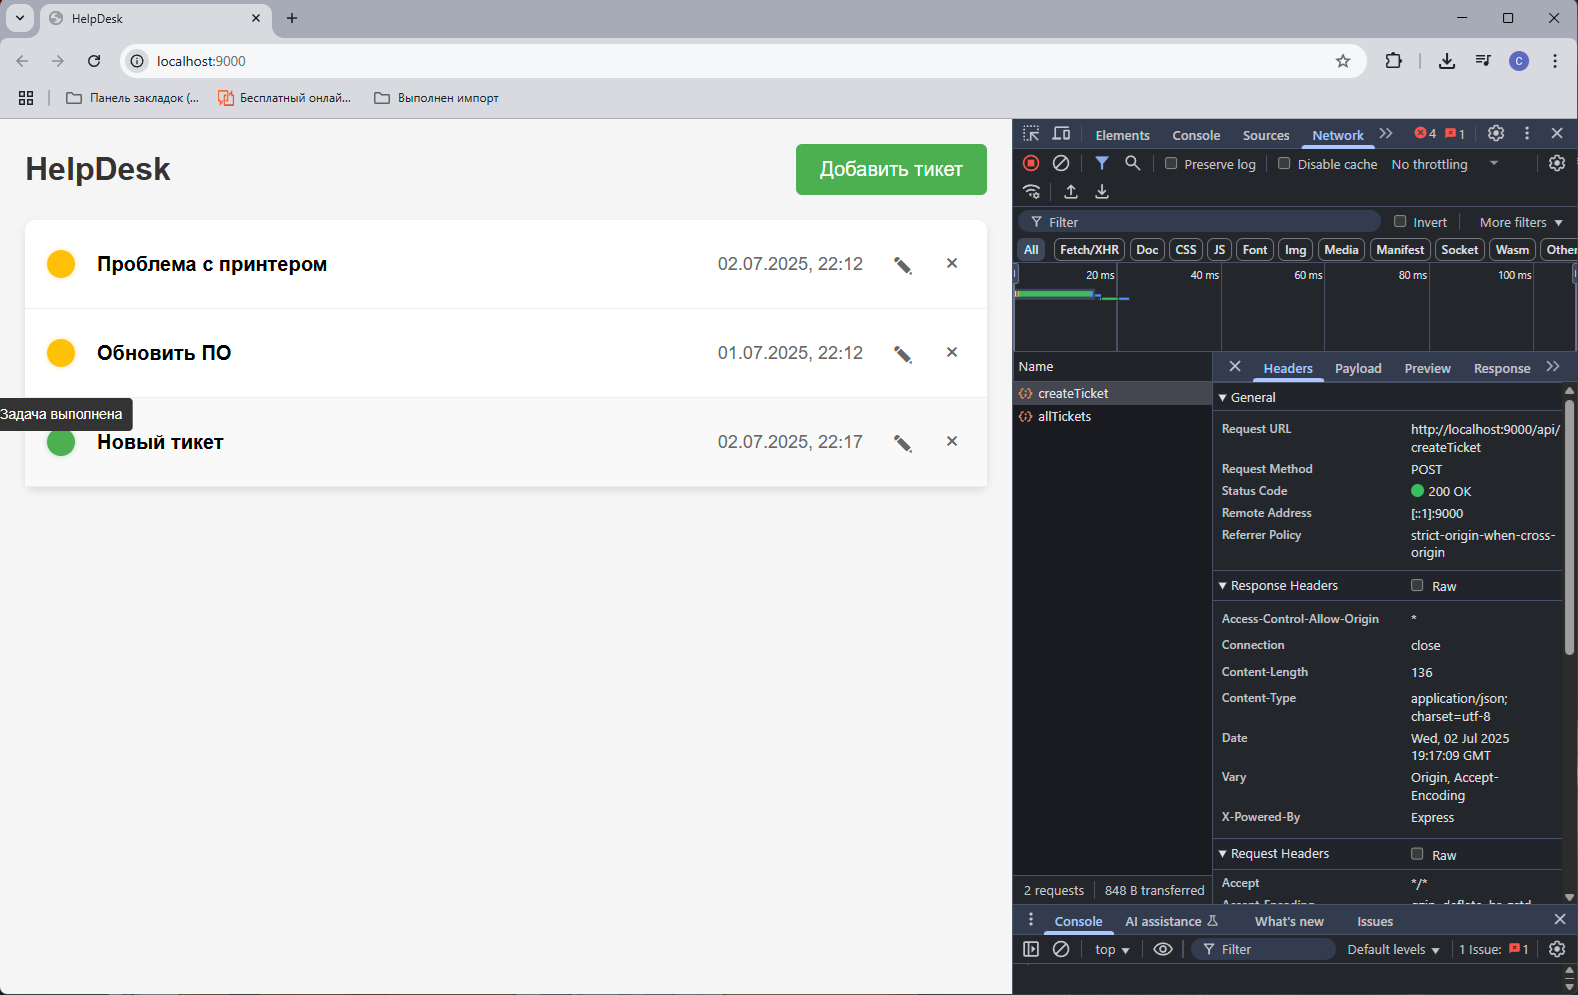 HelpDesk
localhost:9000
Панель закладок (...
Бесплатный онлай...
Выполнен импорт
C
HelpDesk
Добавить тикет
Проблема с принтером 02.07.2025, 22:12
Обновить ПО 01.07.2025, 22:12
Задача выполнена
Новый тикет 02.07.2025, 22:17
Elements Console Sources Network 4 1
Preserve log Disable cache No throttling
Filter Invert More filters
All Fetch/XHR Doc CSS JS Font Img Media Manifest Socket Wasm Other
20 ms 40 ms 60 ms 80 ms 100 ms
Name
createTicket
allTickets
Headers Payload Preview Response
General
Request URL http://localhost:9000/api/
createTicket
Request Method POST
Status Code 200 OK
Remote Address [::1]:9000
Referrer Policy strict-origin-when-cross-
origin
Response Headers Raw
Access-Control-Allow-Origin *
Connection close
Content-Length 136
Content-Type application/json;
charset=utf-8
Date Wed, 02 Jul 2025
19:17:09 GMT
Vary Origin, Accept-
Encoding
X-Powered-By Express
Request Headers Raw
Accept */*
2 requests 848 B transferred
Console AI assistance What's new Issues
top Filter Default levels 1 Issue: 1